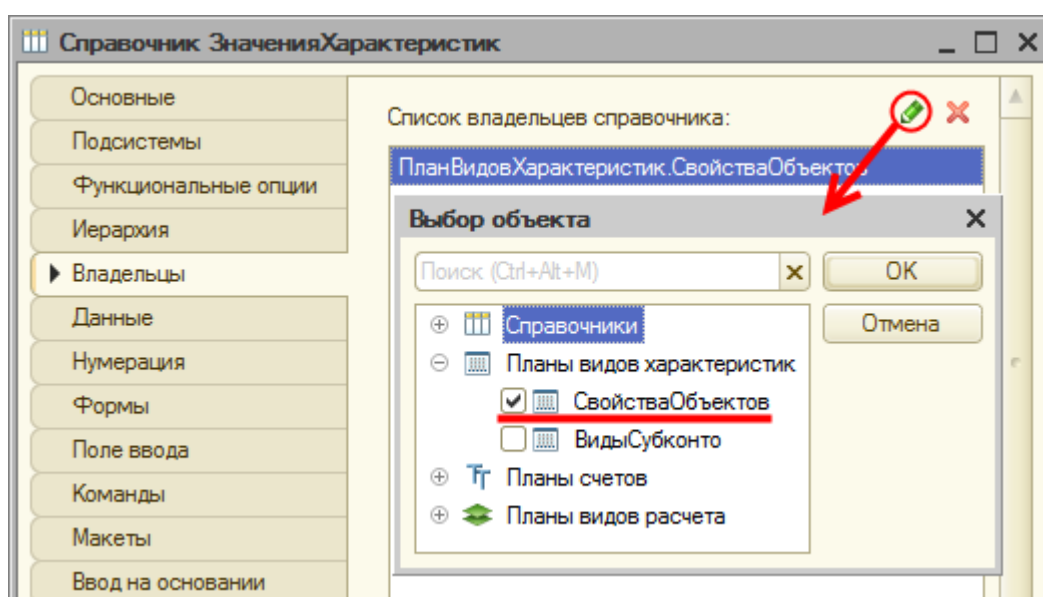 Справочник ЗначенияХарактеристик
Основные
Подсистемы
Функциональные опции
Иерархия
Владельцы
Данные
Нумерация
Формы
Поле ввода
Команды
Макеты
Ввод на основании
Список владельцев справочника:
ПланВидовХарактеристик.СвойстваОбъектов
Выбор объекта
Поиск (Ctrl+Alt+M)
OK
Отмена
Справочники
Планы видов характеристик
СвойстваОбъектов
ВидыСубконто
Планы счетов
Планы видов расчета